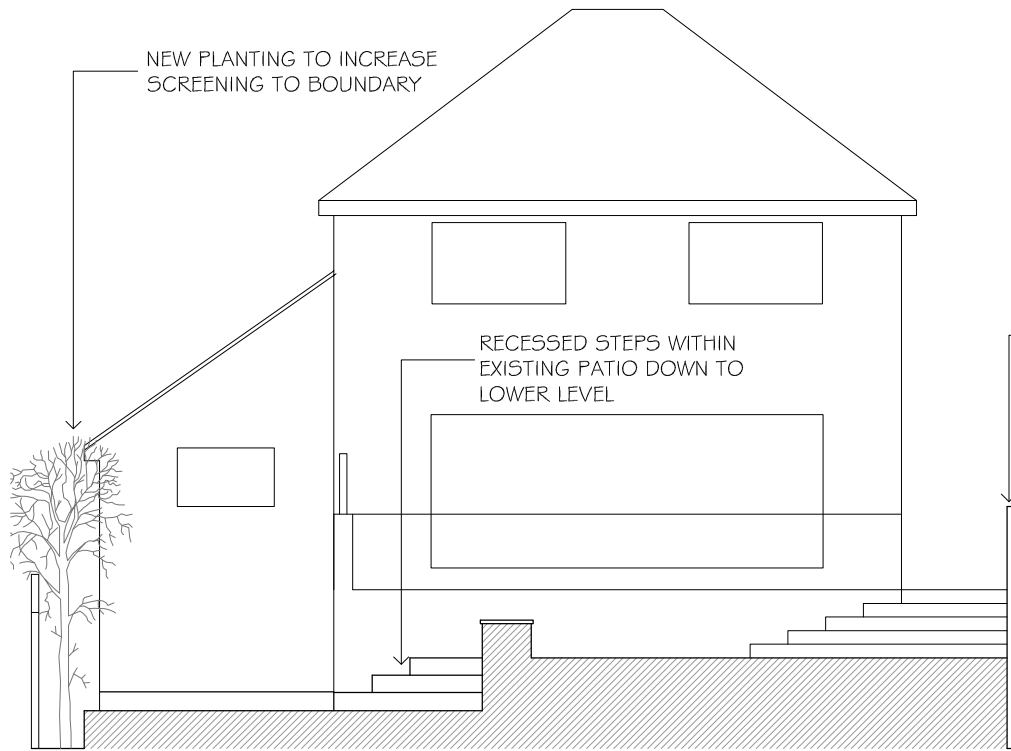 NEW PLANTING TO INCREASE
SCREENING TO BOUNDARY
RECESSED STEPS WITHIN
EXISTING PATIO DOWN TO
LOWER LEVEL